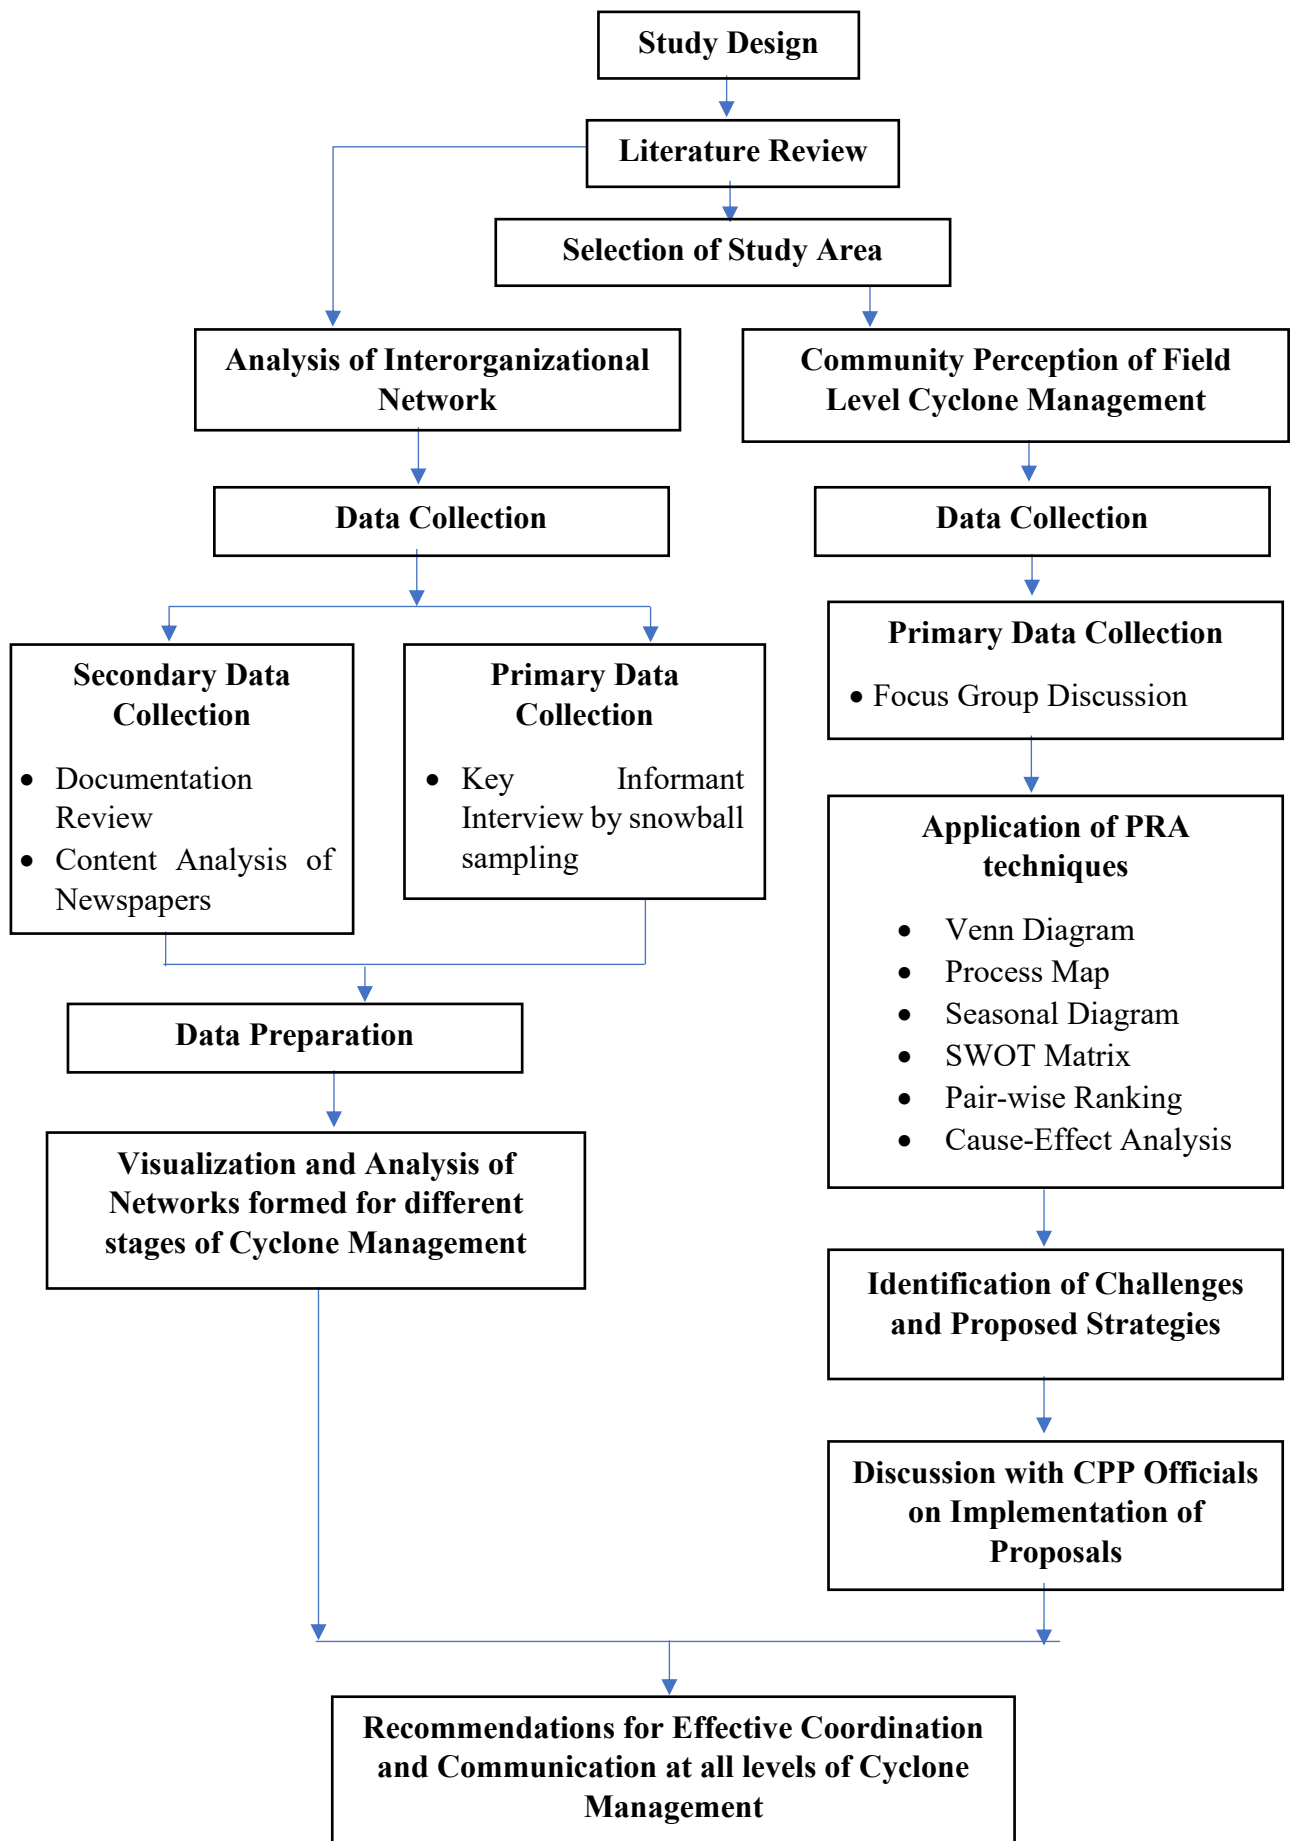 Study Design
Literature Review
Selection of Study Area
Analysis of Interorganizational
Network
Community Perception of Field
Level Cyclone Management
Data Collection
Data Collection
Secondary Data
Collection
• Documentation
Review
• Content Analysis of
Newspapers
Primary Data
Collection
• Key Informant
Interview by snowball
sampling
Primary Data Collection
• Focus Group Discussion
Application of PRA
techniques
• Venn Diagram
• Process Map
• Seasonal Diagram
• SWOT Matrix
• Pair-wise Ranking
• Cause-Effect Analysis
Data Preparation
Visualization and Analysis of
Networks formed for different
stages of Cyclone Management
Identification of Challenges
and Proposed Strategies
Discussion with CPP Officials
on Implementation of
Proposals
Recommendations for Effective Coordination
and Communication at all levels of Cyclone
Management